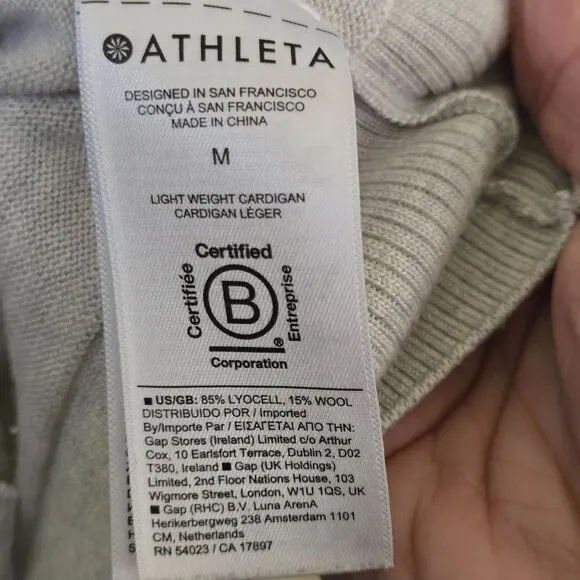 ATHLETA
DESIGNED IN SAN FRANCISCO
CONÇU À SAN FRANCISCO
MADE IN CHINA
M
LIGHT WEIGHT CARDIGAN
CARDIGAN LÉGER
Certified
Certifiée
B
Entreprise
®
Corporation
■ US/GB: 85% LYOCELL, 15% WOOL
DISTRIBUIDO POR / Imported
By/Importe Par / ΕΙΣΑΓΕΤΑΙ ΑΠΟ ΤΗΝ:
Gap Stores (Ireland) Limited c/o Arthur
Cox, 10 Earlsfort Terrace, Dublin 2, D02
T380, Ireland ■ Gap (UK Holdings)
Limited, 2nd Floor Nations House, 103
Wigmore Street, London, W1U 1QS, UK
■ Gap (RHC) B.V. Luna ArenA
Herikerbergweg 238 Amsterdam 1101
CM, Netherlands
RN 54023 / CA 17897